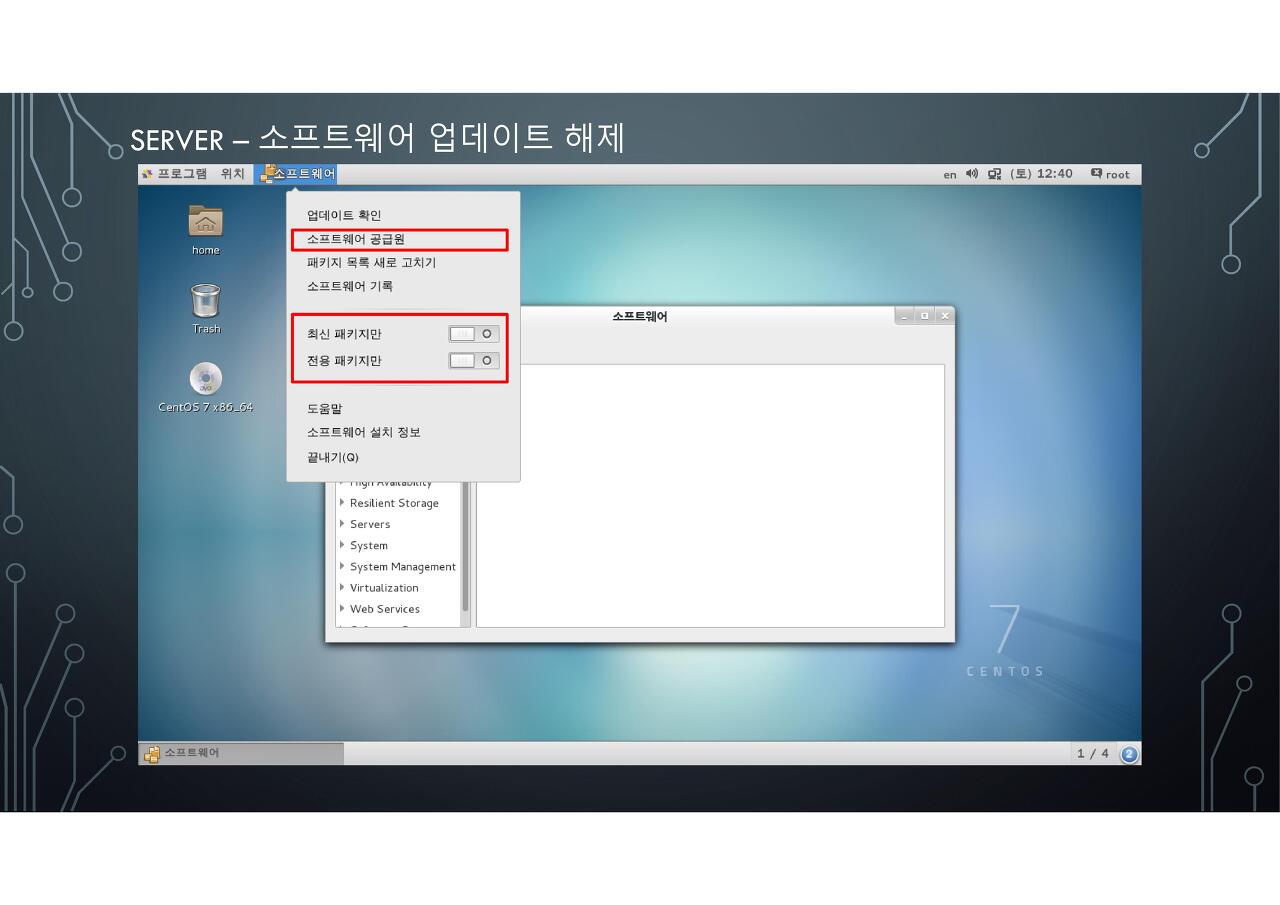 SERVER – 소프트웨어 업데이트 해제
프로그램 위치 소프트웨어 en (토) 12:40 root
home
Trash
CentOS 7 x86_64
업데이트 확인
소프트웨어 공급원
패키지 목록 새로 고치기
소프트웨어 기록
최신 패키지만
전용 패키지만
도움말
소프트웨어 설치 정보
끝내기(Q)
소프트웨어
High Availability
Resilient Storage
Servers
System
System Management
Virtualization
Web Services
7
CENTOS
소프트웨어 1 / 4 2